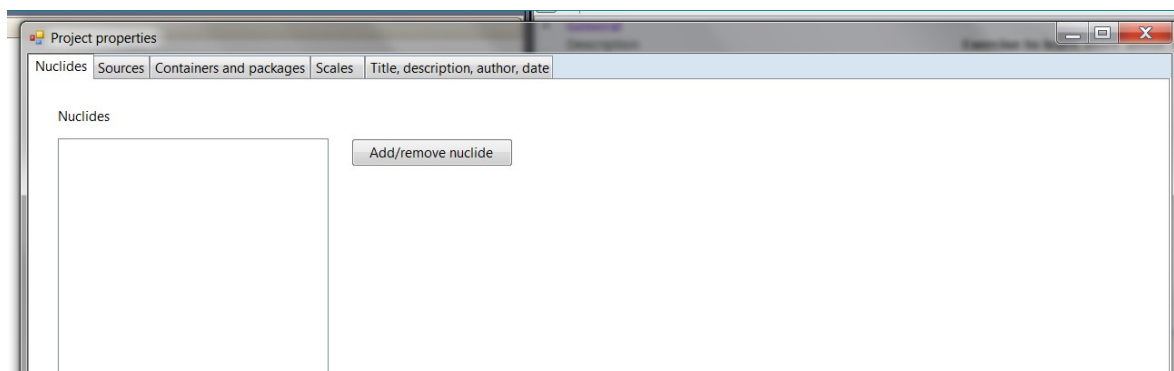 Project properties
Nuclides Sources Containers and packages Scales Title, description, author, date
Nuclides
Add/remove nuclide